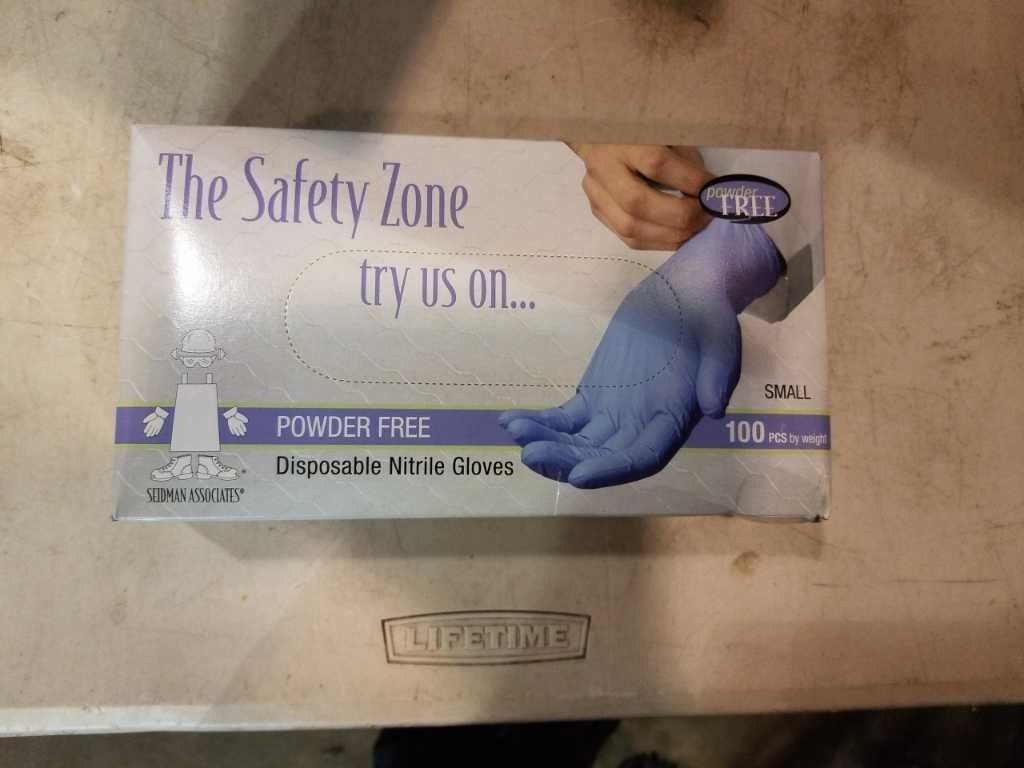 The Safety Zone
try us on...
powder
FREE
SMALL
POWDER FREE
100 PCS by weight
Disposable Nitrile Gloves
SEIDMAN ASSOCIATES®
LIFETIME